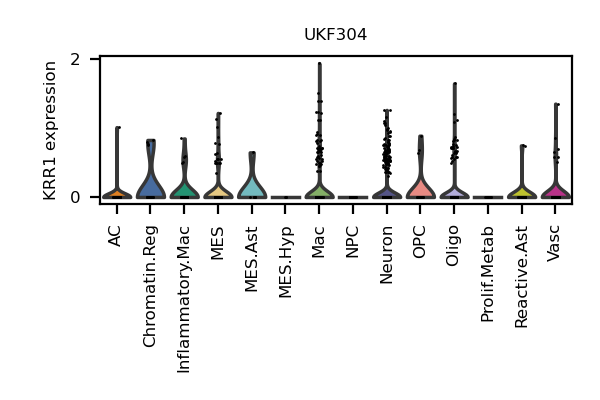 UKF304
KRR1 expression
2
0
AC
Chromatin.Reg
Inflammatory.Mac
MES
MES.Ast
MES.Hyp
Mac
NPC
Neuron
OPC
Oligo
Prolif.Metab
Reactive.Ast
Vasc